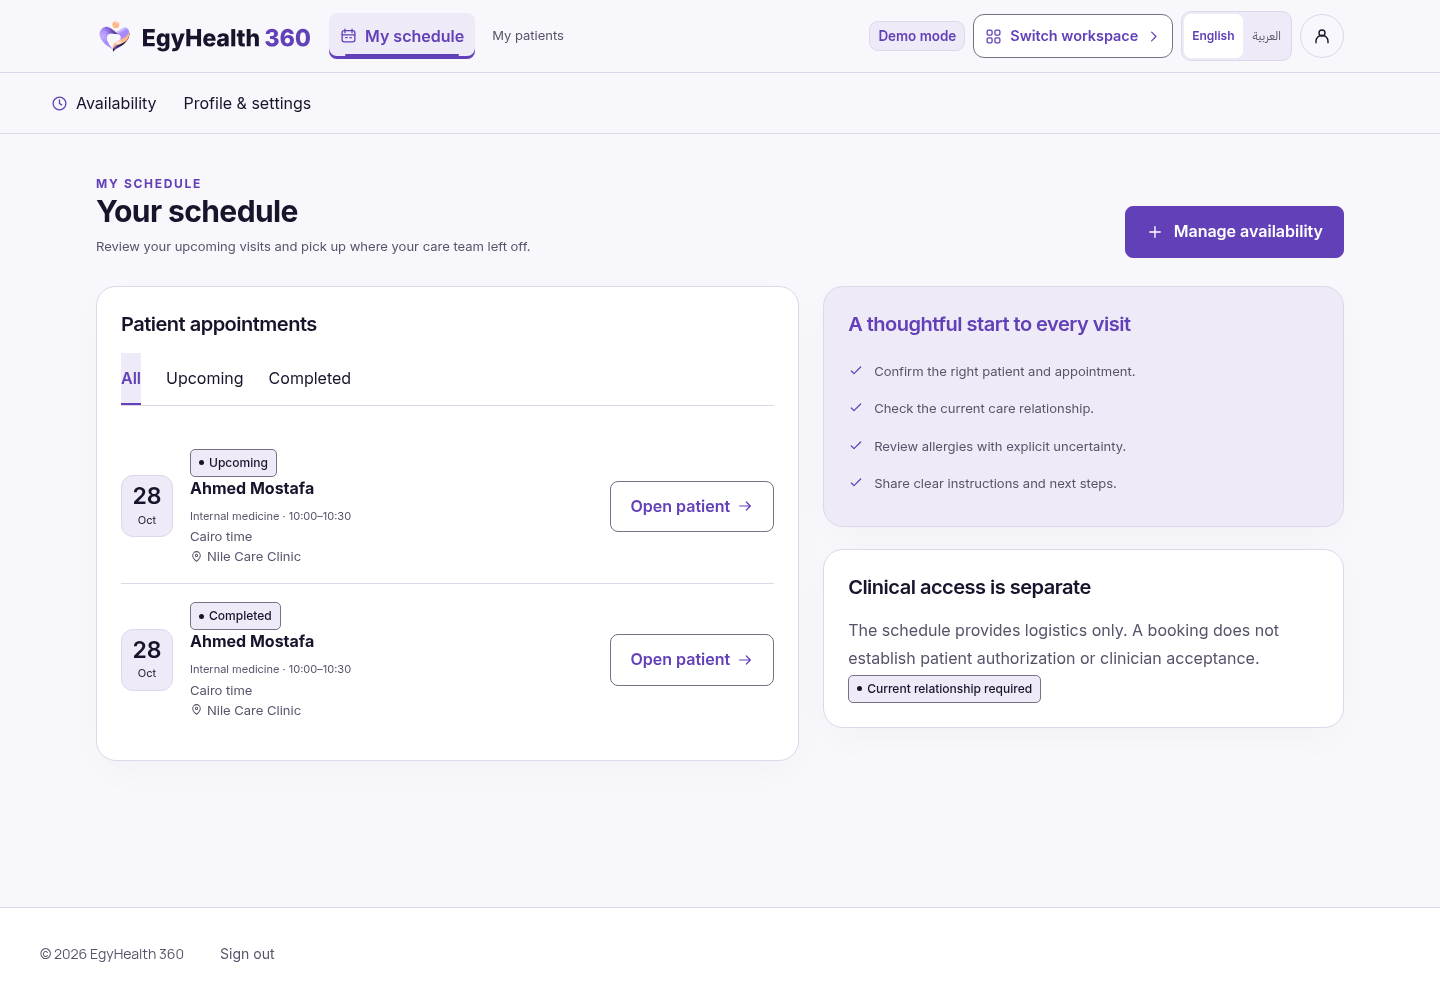 EgyHealth 360
My schedule
My patients
Demo mode
Switch workspace
English
العربية
Availability
Profile & settings
MY SCHEDULE
Your schedule
Review your upcoming visits and pick up where your care team left off.
Manage availability
Patient appointments
All
Upcoming
Completed
28
Oct
Upcoming
Ahmed Mostafa
Internal medicine · 10:00–10:30
Cairo time
Nile Care Clinic
Open patient
28
Oct
Completed
Ahmed Mostafa
Internal medicine · 10:00–10:30
Cairo time
Nile Care Clinic
Open patient
A thoughtful start to every visit
Confirm the right patient and appointment.
Check the current care relationship.
Review allergies with explicit uncertainty.
Share clear instructions and next steps.
Clinical access is separate
The schedule provides logistics only. A booking does not
establish patient authorization or clinician acceptance.
Current relationship required
© 2026 EgyHealth 360
Sign out